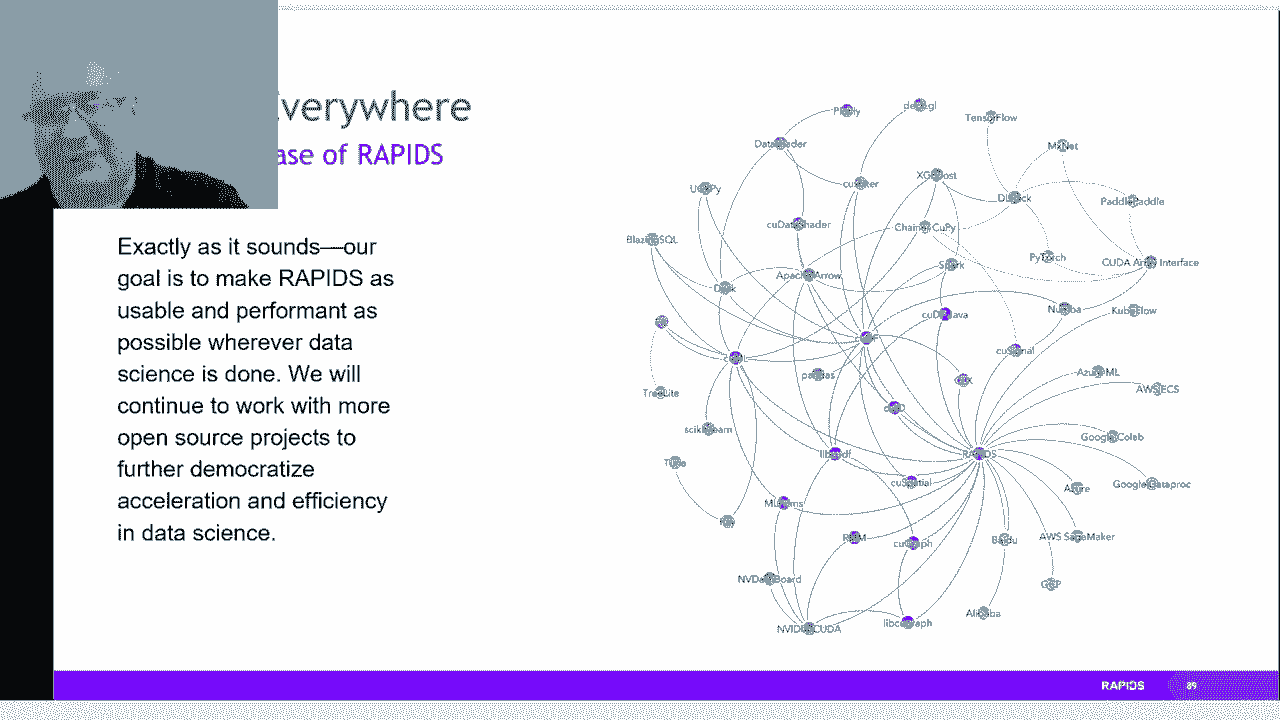 Everywhere
ase of RAPIDS
Exactly as it sounds—our
goal is to make RAPIDS as
usable and performant as
possible wherever data
science is done. We will
continue to work with more
open source projects to
further democratize
acceleration and efficiency
in data science.
Plotly
deck.gl
TensorFlow
DataShader
MxNet
UCX-Py
cuXfilter
XGBoost
DLPack
PaddlePaddle
cuDataShader
Chainer CuPy
BlazingSQL
Apache Arrow
Spark
PyTorch
CUDA Array Interface
Dask
cuDF Java
Numba
KubeFlow
cuSignal
cuML
pandas
AzureML
AWS ECS
TreeLite
scikit-learn
libcudf
RAPIDS
Google Colab
Tune
cuSpatial
Azure
Google Dataproc
MLPrims
RMM
cuGraph
Baidu
AWS SageMaker
NVDashBoard
GCP
Alibaba
NVIDIA CUDA
libcugraph
RAPIDS
89